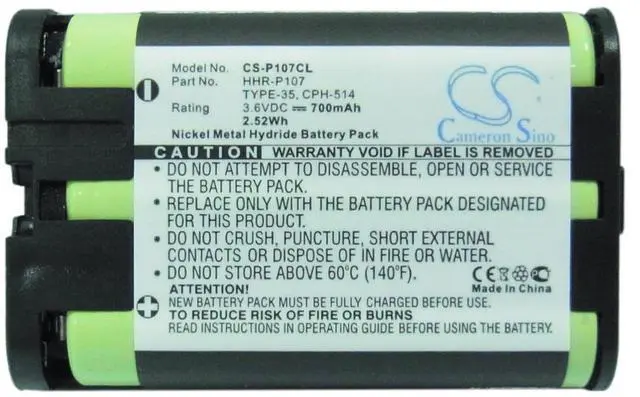 Model No. CS-P107CL
Part No. HHR-P107
TYPE-35, CPH-514
Rating 3.6VDC ⎓ 700mAh
2.52Wh
Nickel Metal Hydride Battery Pack
CS
Cameron Sino
CAUTION WARRANTY VOID IF LABEL IS REMOVED
• DO NOT ATTEMPT TO DISASSEMBLE, OPEN OR SERVICE
THE BATTERY PACK.
• REPLACE ONLY WITH THE BATTERY PACK DESIGNATED
FOR THIS PRODUCT.
• DO NOT CRUSH, PUNCTURE, SHORT EXTERNAL
CONTACTS OR DISPOSE OF IN FIRE OR WATER.
• DO NOT STORE ABOVE 60°C (140°F).
CE
Made In China
ATTENTION!
NEW BATTERY PACK MUST BE FULLY CHARGED BEFORE USE.
TO REDUCE RISK OF FIRE OR BURNS
READ INSTRUCTIONS IN OPERATING GUIDE BEFORE USING THE BATTERY.